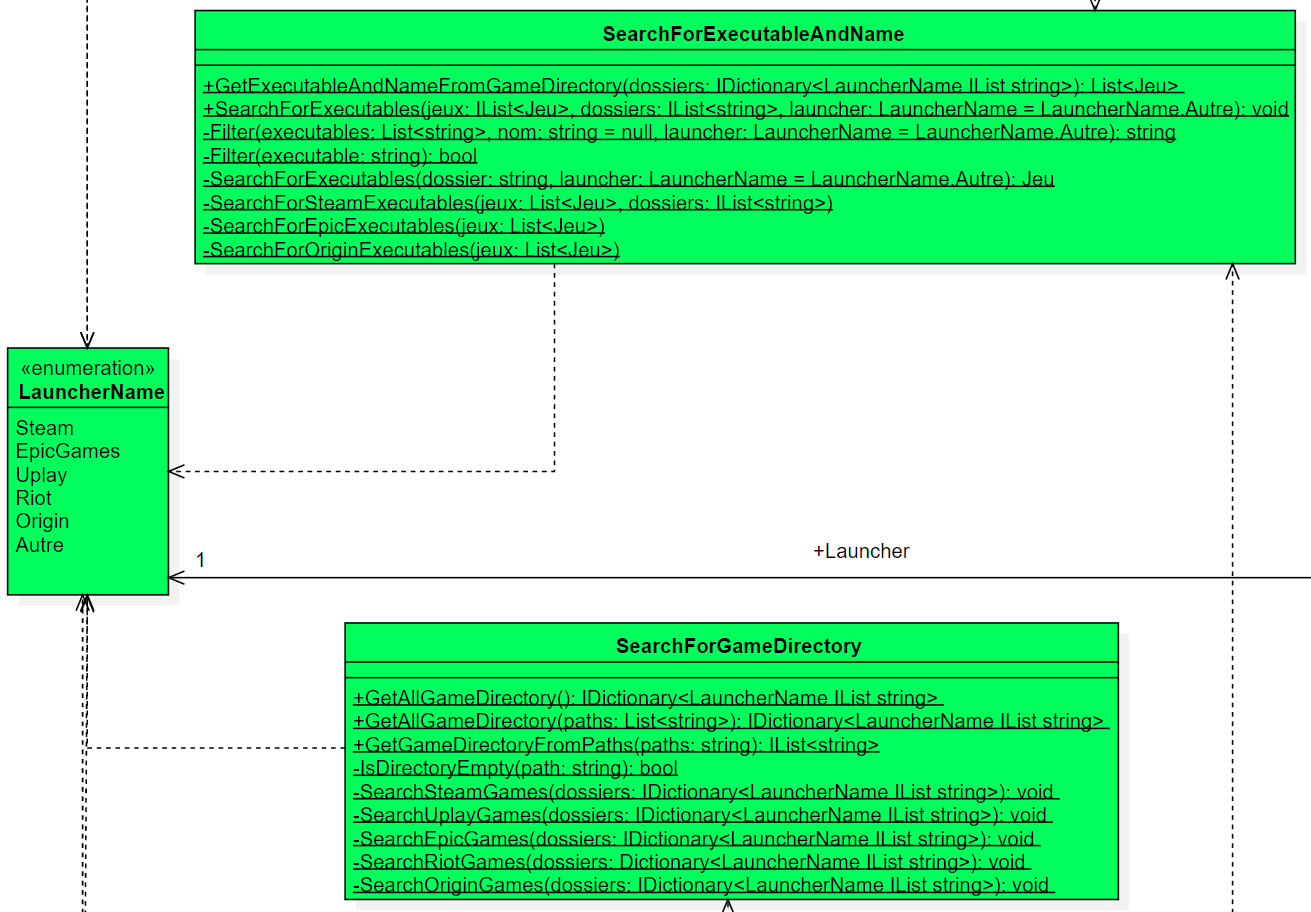 SearchForExecutableAndName
+GetExecutableAndNameFromGameDirectory(dossiers: IDictionary<LauncherName IList string>): List<Jeu>
+SearchForExecutables(jeux: IList<Jeu>, dossiers: IList<string>, launcher: LauncherName = LauncherName.Autre): void
-Filter(executables: List<string>, nom: string = null, launcher: LauncherName = LauncherName.Autre): string
-Filter(executable: string): bool
-SearchForExecutables(dossier: string, launcher: LauncherName = LauncherName.Autre): Jeu
-SearchForSteamExecutables(jeux: List<Jeu>, dossiers: IList<string>)
-SearchForEpicExecutables(jeux: List<Jeu>)
-SearchForOriginExecutables(jeux: List<Jeu>)
«enumeration»
LauncherName
Steam
EpicGames
Uplay
Riot
Origin
Autre
1
+Launcher
SearchForGameDirectory
+GetAllGameDirectory(): IDictionary<LauncherName IList string>
+GetAllGameDirectory(paths: List<string>): IDictionary<LauncherName IList string>
+GetGameDirectoryFromPaths(paths: string): IList<string>
-IsDirectoryEmpty(path: string): bool
-SearchSteamGames(dossiers: IDictionary<LauncherName IList string>): void
-SearchUplayGames(dossiers: IDictionary<LauncherName IList string>): void
-SearchEpicGames(dossiers: IDictionary<LauncherName IList string>): void
-SearchRiotGames(dossiers: Dictionary<LauncherName IList string>): void
-SearchOriginGames(dossiers: IDictionary<LauncherName IList string>): void